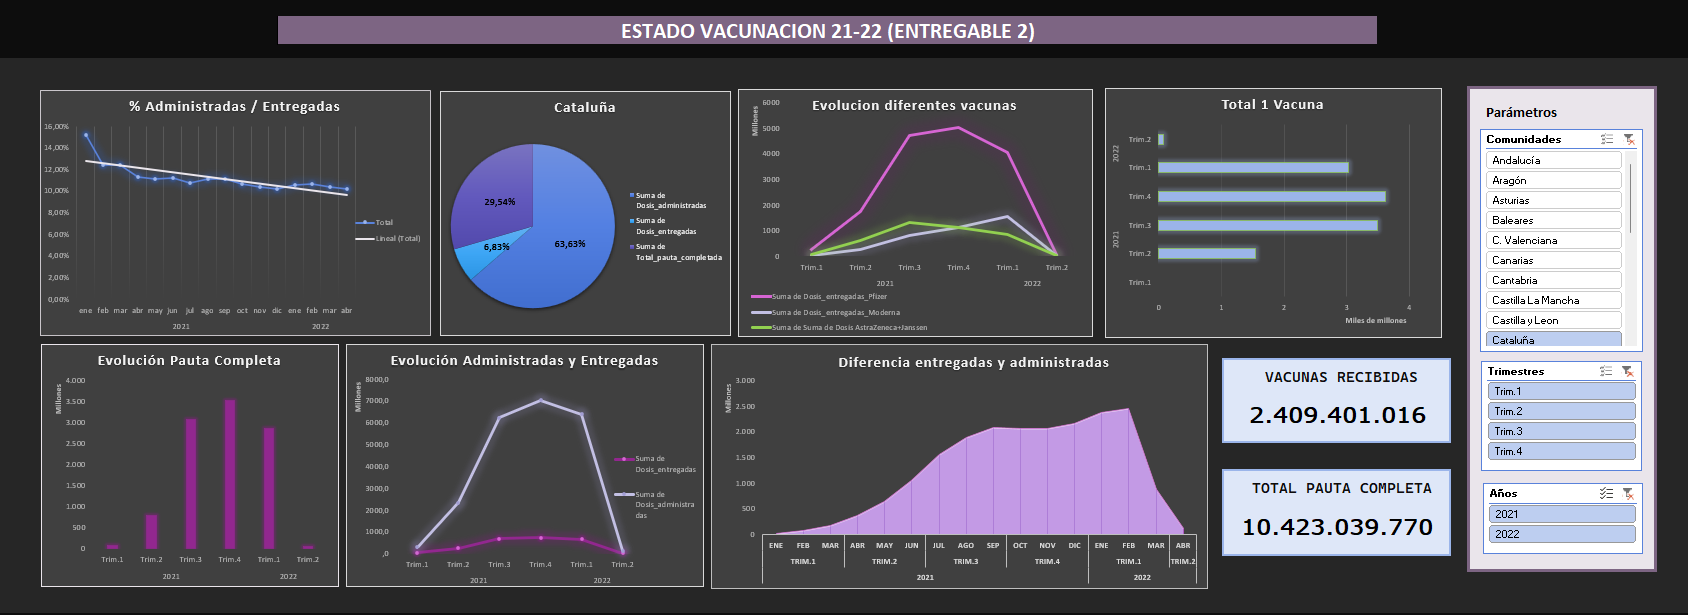 ESTADO VACUNACION 21-22 (ENTREGABLE 2)
% Administradas / Entregadas
16,00%
14,00%
12,00%
10,00%
8,00%
6,00%
4,00%
2,00%
0,00%
ene feb mar abr may jun jul ago sep oct nov dic ene feb mar abr
2021 2022
Total
Lineal (Total)
Cataluña
29,54%
6,83%
63,63%
Suma de
Dosis_administradas
Suma de
Dosis_entregadas
Suma de
Total_pauta_completada
Evolucion diferentes vacunas
Millones
6000
5000
4000
3000
2000
1000
0
Trim.1 Trim.2 Trim.3 Trim.4 Trim.1 Trim.2
2021 2022
Suma de Dosis_entregadas_Pfizer
Suma de Dosis_entregadas_Moderna
Suma de Suma de Dosis AstraZeneca+Janssen
Total 1 Vacuna
2022
Trim.2
Trim.1
2021
Trim.4
Trim.3
Trim.2
Trim.1
0 1 2 3 4
Miles de millones
Parámetros
Comunidades
Andalucía
Aragón
Asturias
Baleares
C. Valenciana
Canarias
Cantabria
Castilla La Mancha
Castilla y Leon
Cataluña
Trimestres
Trim.1
Trim.2
Trim.3
Trim.4
Años
2021
2022
Evolución Pauta Completa
Millones
4.000
3.500
3.000
2.500
2.000
1.500
1.000
500
0
Trim.1 Trim.2 Trim.3 Trim.4 Trim.1 Trim.2
2021 2022
Evolución Administradas y Entregadas
Millones
8000,0
7000,0
6000,0
5000,0
4000,0
3000,0
2000,0
1000,0
,0
Trim.1 Trim.2 Trim.3 Trim.4 Trim.1 Trim.2
2021 2022
Suma de
Dosis_entregadas
Suma de
Dosis_administra
das
Diferencia entregadas y administradas
Millones
3.000
2.500
2.000
1.500
1.000
500
0
ENE FEB MAR ABR MAY JUN JUL AGO SEP OCT NOV DIC ENE FEB MAR ABR
TRIM.1 TRIM.2 TRIM.3 TRIM.4 TRIM.1 TRIM.2
2021 2022
VACUNAS RECIBIDAS
2.409.401.016
TOTAL PAUTA COMPLETA
10.423.039.770